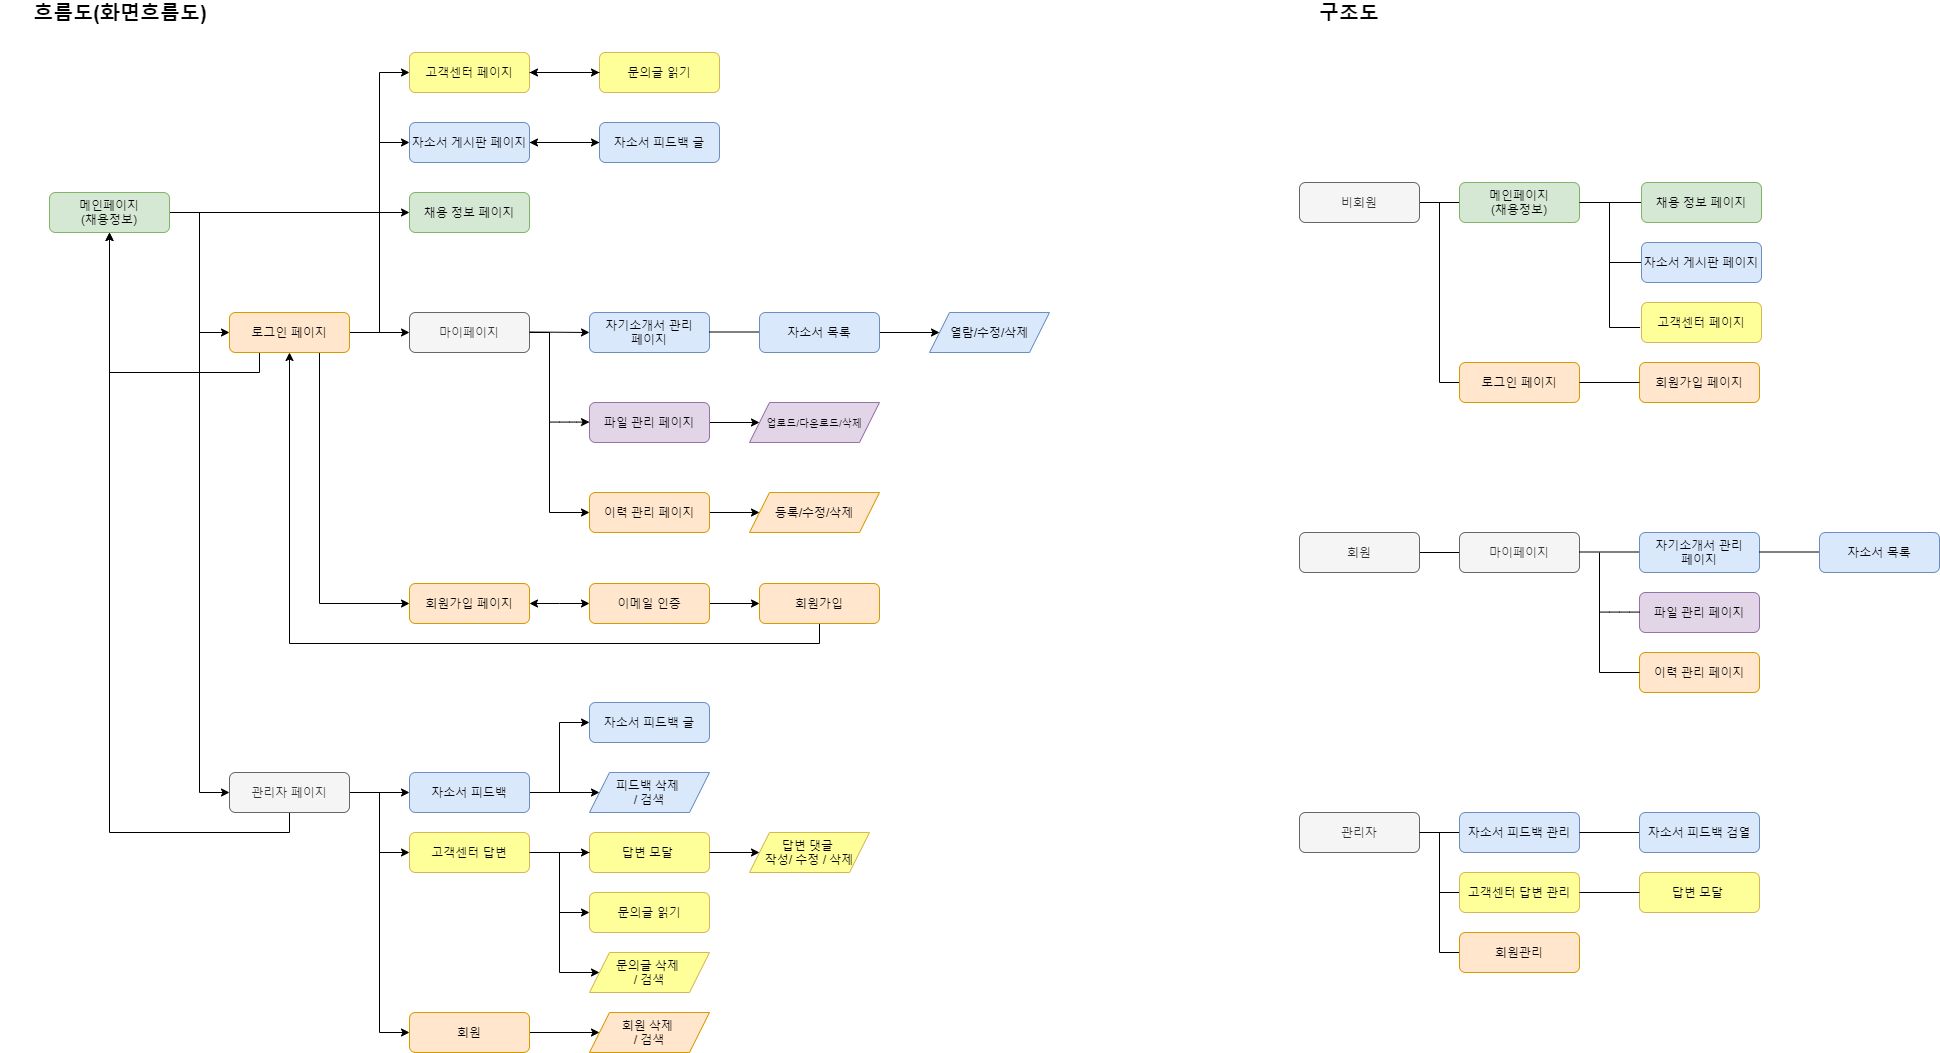 흐름도(화면흐름도)
고객센터 페이지
문의글 읽기
자소서 게시판 페이지
자소서 피드백 글
메인페이지
(채용정보)
채용 정보 페이지
로그인 페이지
마이페이지
자기소개서 관리
페이지
자소서 목록
열람/수정/삭제
파일 관리 페이지
업로드/다운로드/삭제
이력 관리 페이지
등록/수정/삭제
회원가입 페이지
이메일 인증
회원가입
자소서 피드백 글
관리자 페이지
자소서 피드백
피드백 삭제
/ 검색
고객센터 답변
답변 모달
답변 댓글
작성/ 수정 / 삭제
문의글 읽기
문의글 삭제
/ 검색
회원
회원 삭제
/ 검색
구조도
비회원
메인페이지
(채용정보)
채용 정보 페이지
자소서 게시판 페이지
고객센터 페이지
로그인 페이지
회원가입 페이지
회원
마이페이지
자기소개서 관리
페이지
자소서 목록
파일 관리 페이지
이력 관리 페이지
관리자
자소서 피드백 관리
자소서 피드백 검열
고객센터 답변 관리
답변 모달
회원관리